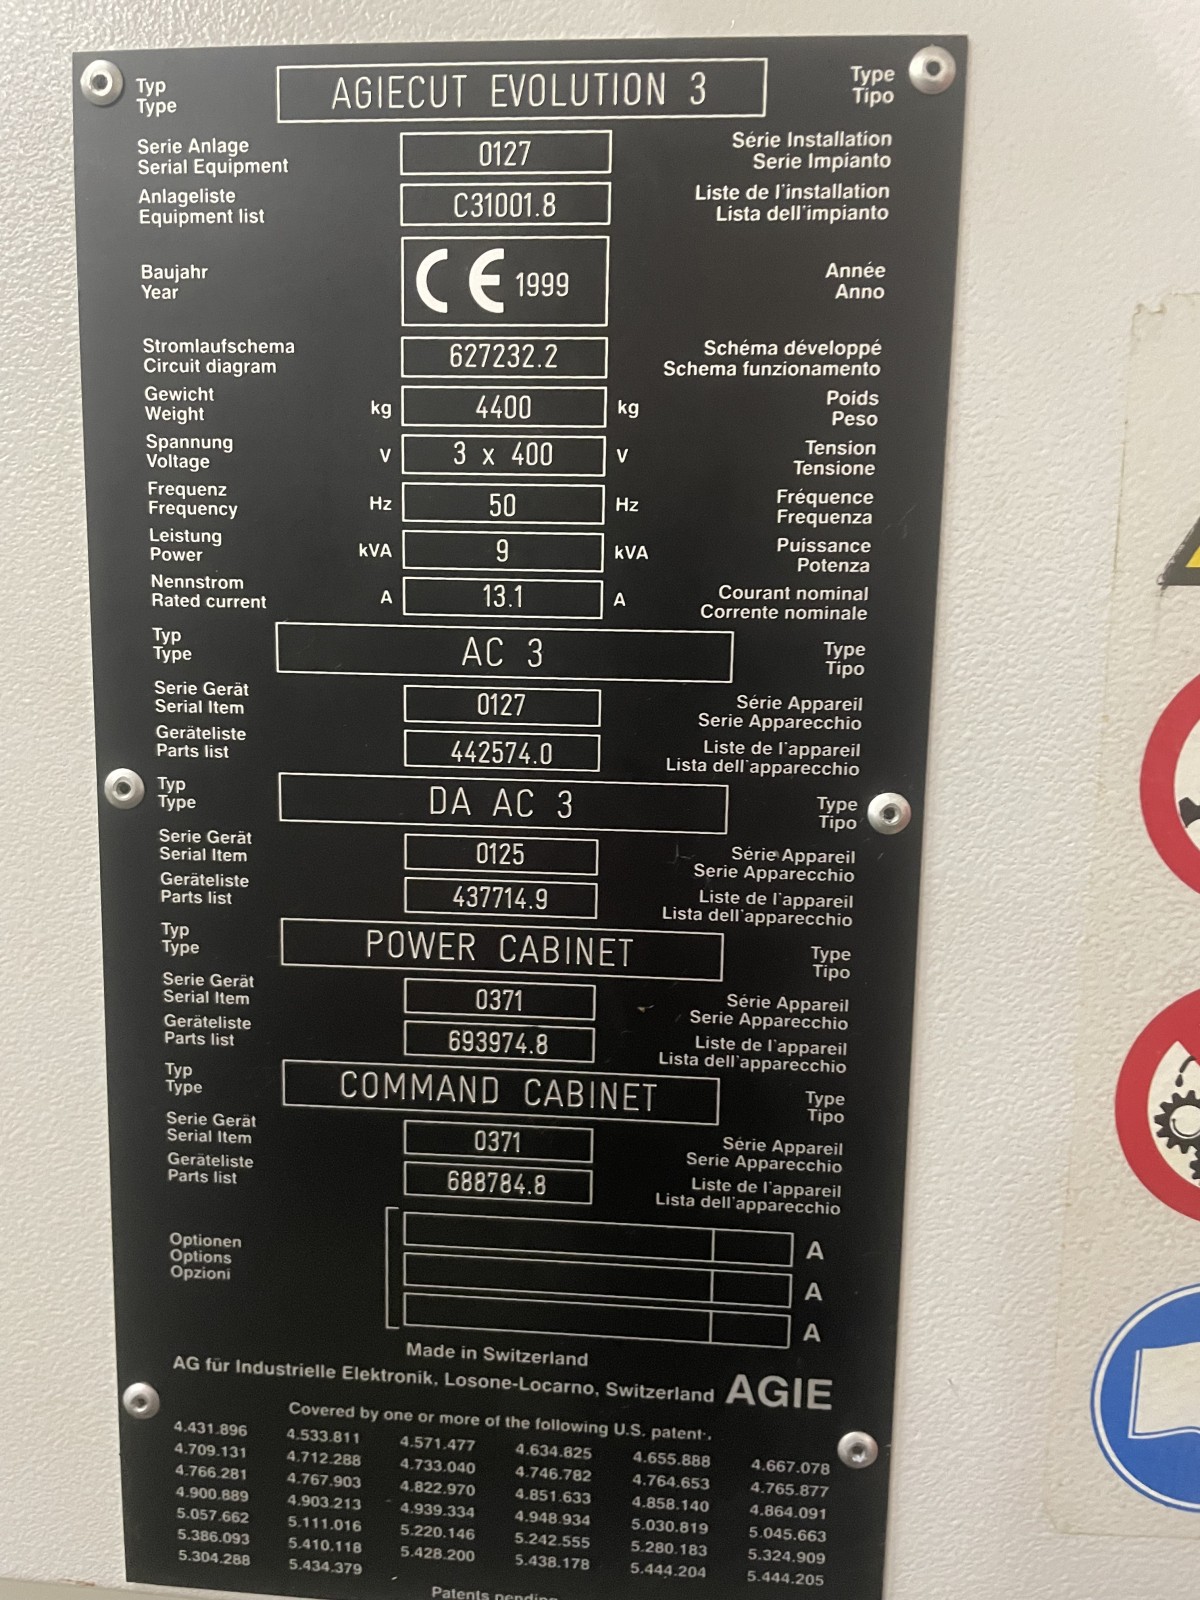 Typ AGIECUT EVOLUTION 3 Type
Type Tipo
Serie Anlage 0127 Série Installation
Serial Equipment Serie Impianto
Anlageliste C31001.8 Liste de l'installation
Equipment list Lista dell'impianto
Baujahr CE 1999 Année
Year Anno
Stromlaufschema 627232.2 Schéma développé
Circuit diagram Schema funzionamento
Gewicht kg 4400 kg Poids
Weight Peso
Spannung V 3 x 400 V Tension
Voltage Tensione
Frequenz Hz 50 Hz Fréquence
Frequency Frequenza
Leistung kVA 9 kVA Puissance
Power Potenza
Nennstrom A 13.1 A Courant nominal
Rated current Corrente nominale
Typ AC 3 Type
Type Tipo
Serie Gerät 0127 Série Appareil
Serial Item Serie Apparecchio
Geräteliste 442574.0 Liste de l'appareil
Parts list Lista dell'apparecchio
Typ DA AC 3 Type
Type Tipo
Serie Gerät 0125 Série Appareil
Serial Item Serie Apparecchio
Geräteliste 437714.9 Liste de l'appareil
Parts list Lista dell'apparecchio
Typ POWER CABINET Type
Type Tipo
Serie Gerät 0371 Série Appareil
Serial Item Serie Apparecchio
Geräteliste 693974.8 Liste de l'appareil
Parts list Lista dell'apparecchio
Typ COMMAND CABINET Type
Type Tipo
Serie Gerät 0371 Série Appareil
Serial Item Serie Apparecchio
Geräteliste 688784.8 Liste de l'appareil
Parts list Lista dell'apparecchio
Optionen A
Options A
Opzioni A
Made in Switzerland
AG für Industrielle Elektronik, Losone-Locarno, Switzerland AGIE
Covered by one or more of the following U.S. patent.
4.431.896 4.533.811 4.571.477 4.634.825 4.655.888 4.667.078
4.709.131 4.712.288 4.733.040 4.746.782 4.764.653 4.765.877
4.766.281 4.767.903 4.822.970 4.851.633 4.858.140 4.864.091
4.900.889 4.903.213 4.939.334 4.948.934 5.030.819 5.045.663
5.057.662 5.111.016 5.220.146 5.242.555 5.280.183 5.324.909
5.386.093 5.410.118 5.428.200 5.438.178 5.444.204 5.444.205
5.304.288 5.434.379
Patents pending